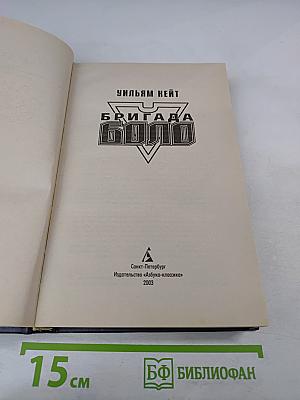 УИЛЬЯМ КЕЙТ
БРИГАДА
БОЛО
Санкт-Петербург
Издательство «Азбука-классика»
2003
15 см
БФ БИБЛИОФАН